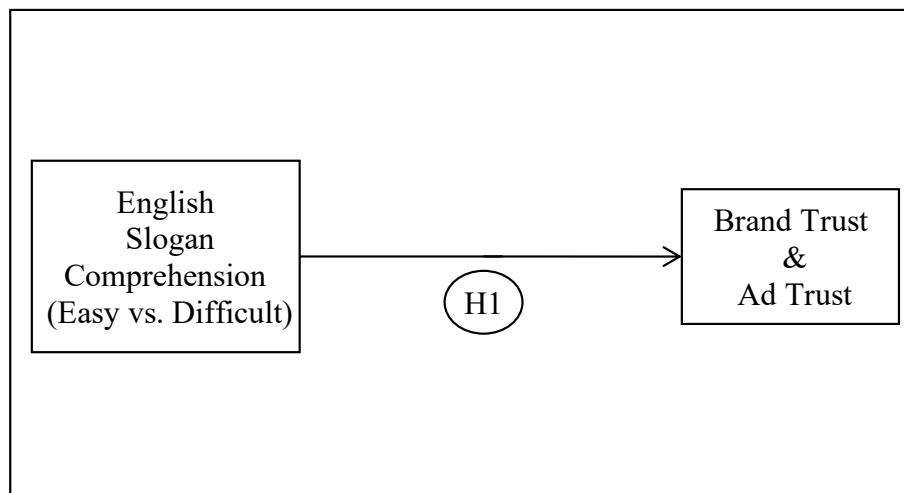 English
Slogan
Comprehension
(Easy vs. Difficult)
H1
Brand Trust
&
Ad Trust